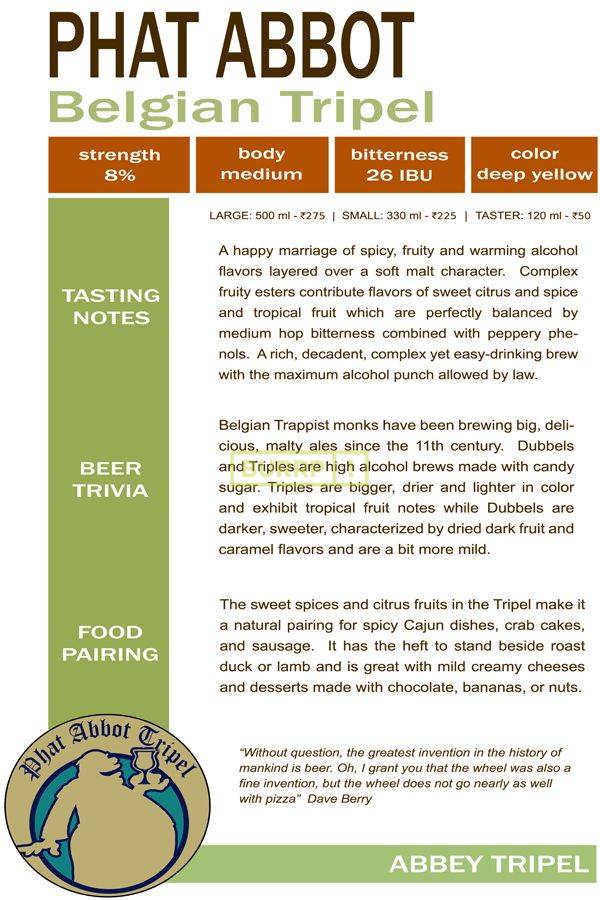 PHAT ABBOT
Belgian Tripel
strength
8%
body
medium
bitterness
26 IBU
color
deep yellow
LARGE: 500 ml - ₹275 | SMALL: 330 ml - ₹225 | TASTER: 120 ml - ₹50
TASTING
NOTES
A happy marriage of spicy, fruity and warming alcohol
flavors layered over a soft malt character. Complex
fruity esters contribute flavors of sweet citrus and spice
and tropical fruit which are perfectly balanced by
medium hop bitterness combined with peppery phe-
nols. A rich, decadent, complex yet easy-drinking brew
with the maximum alcohol punch allowed by law.
BEER
TRIVIA
Belgian Trappist monks have been brewing big, deli-
cious, malty ales since the 11th century. Dubbels
and Triples are high alcohol brews made with candy
sugar. Triples are bigger, drier and lighter in color
and exhibit tropical fruit notes while Dubbels are
darker, sweeter, characterized by dried dark fruit and
caramel flavors and are a bit more mild.
BURRP!
FOOD
PAIRING
The sweet spices and citrus fruits in the Tripel make it
a natural pairing for spicy Cajun dishes, crab cakes,
and sausage. It has the heft to stand beside roast
duck or lamb and is great with mild creamy cheeses
and desserts made with chocolate, bananas, or nuts.
Phat Abbot Tripel
“Without question, the greatest invention in the history of
mankind is beer. Oh, I grant you that the wheel was also a
fine invention, but the wheel does not go nearly as well
with pizza” Dave Berry
ABBEY TRIPEL